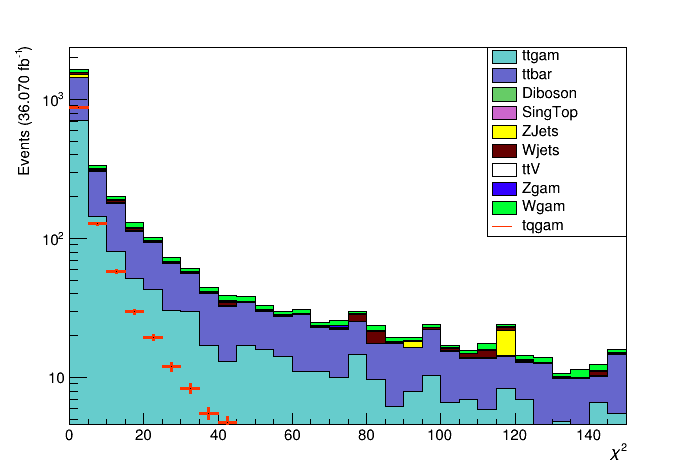 Events (36.070 fb⁻¹)
10³
10²
10
ttgam
ttbar
Diboson
SingTop
ZJets
Wjets
ttV
Zgam
Wgam
tqgam
0 20 40 60 80 100 120 140
χ²